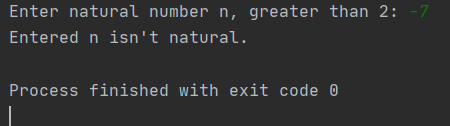 Enter natural number n, greater than 2: -7
Entered n isn't natural.
Process finished with exit code 0